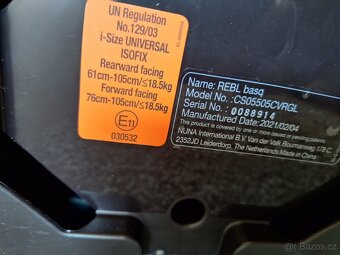 UN Regulation
No.129/03
i-Size UNIVERSAL
ISOFIX
Rearward facing
61cm-105cm/≤18.5kg
Forward facing
76cm-105cm/≤18.5kg
E11
030532
Name: REBL basq
Model No.: CS05505CVRGL
Serial No.: 0088914
Manufactured Date: 2021/02/04
This product is covered by one or more issued or pending patents
NUNA International B.V. Van der Valk Boumanweg
2352JD Leiderdorp, The Netherlands Made in China
Sbazos.cz